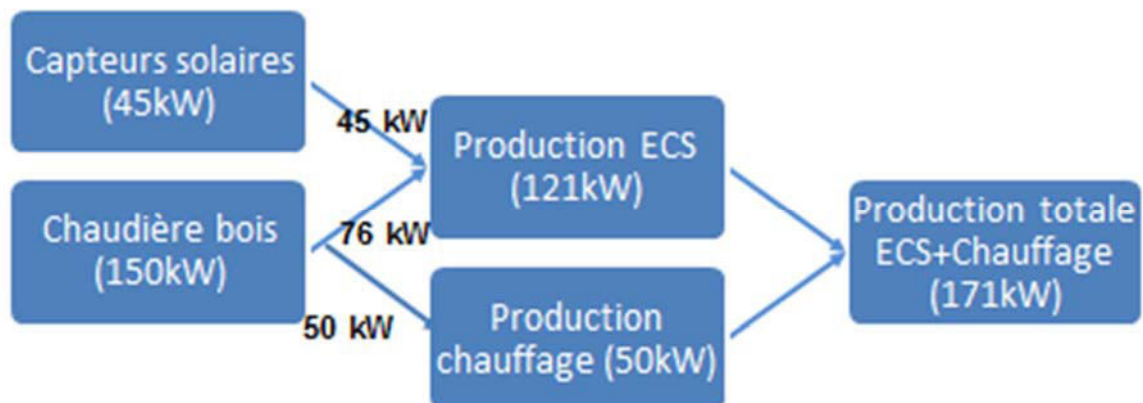 Capteurs solaires
(45kW)
45 kW
Production ECS
(121kW)
Chaudière bois
(150kW)
76 kW
50 kW
Production
chauffage (50kW)
Production totale
ECS+Chauffage
(171kW)